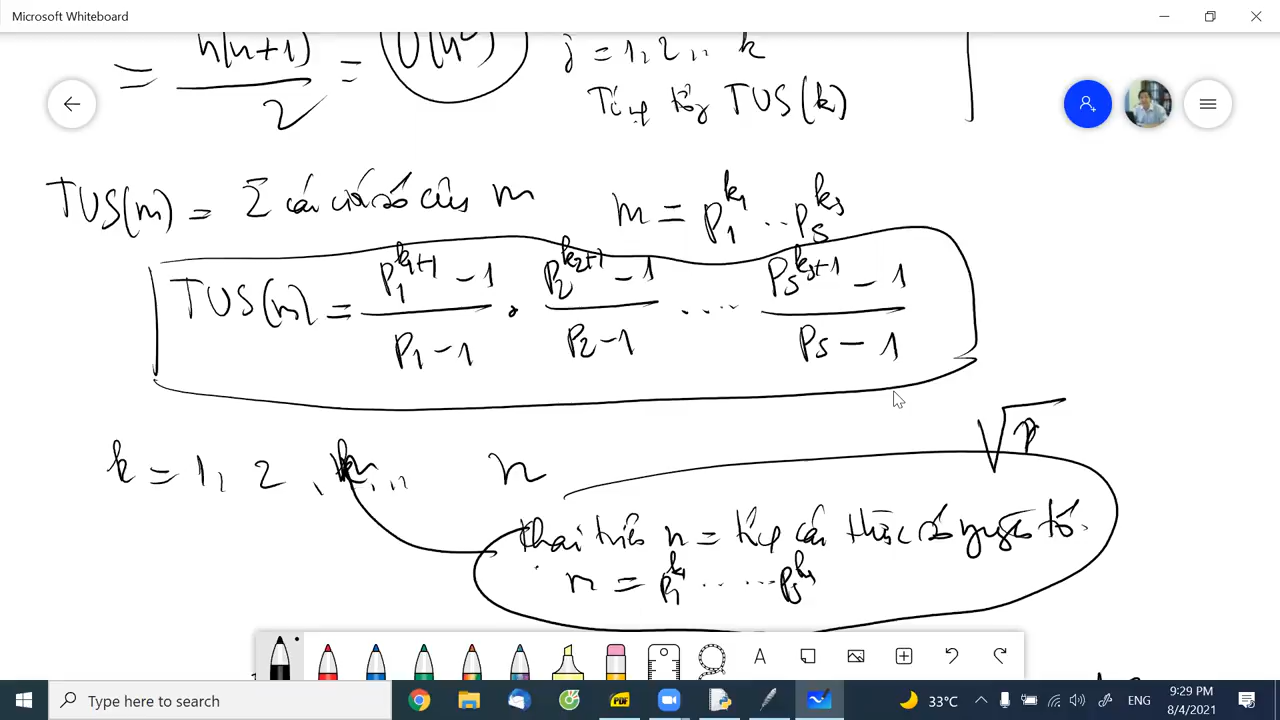 Microsoft Whiteboard
= n(n+1)/2 = O(n²)
j = 1, 2 .. k
Tính tổng TUS(k)
TUS(m) = Σ các ước số của m
m = p₁^k₁ .. pₛ^kₛ
TUS(m) = (p₁^(k₁+1) − 1)/(p₁ − 1) . (p₂^(k₂+1) − 1)/(p₂ − 1) .... (pₛ^(kₛ+1) − 1)/(pₛ − 1)
k = 1, 2, ... n
Khai triển n = tích các thừa số nguyên tố.
n = p₁^k₁ ..... pₛ^kₛ
A
Type here to search
PDF
33°C
ENG
9:29 PM
8/4/2021